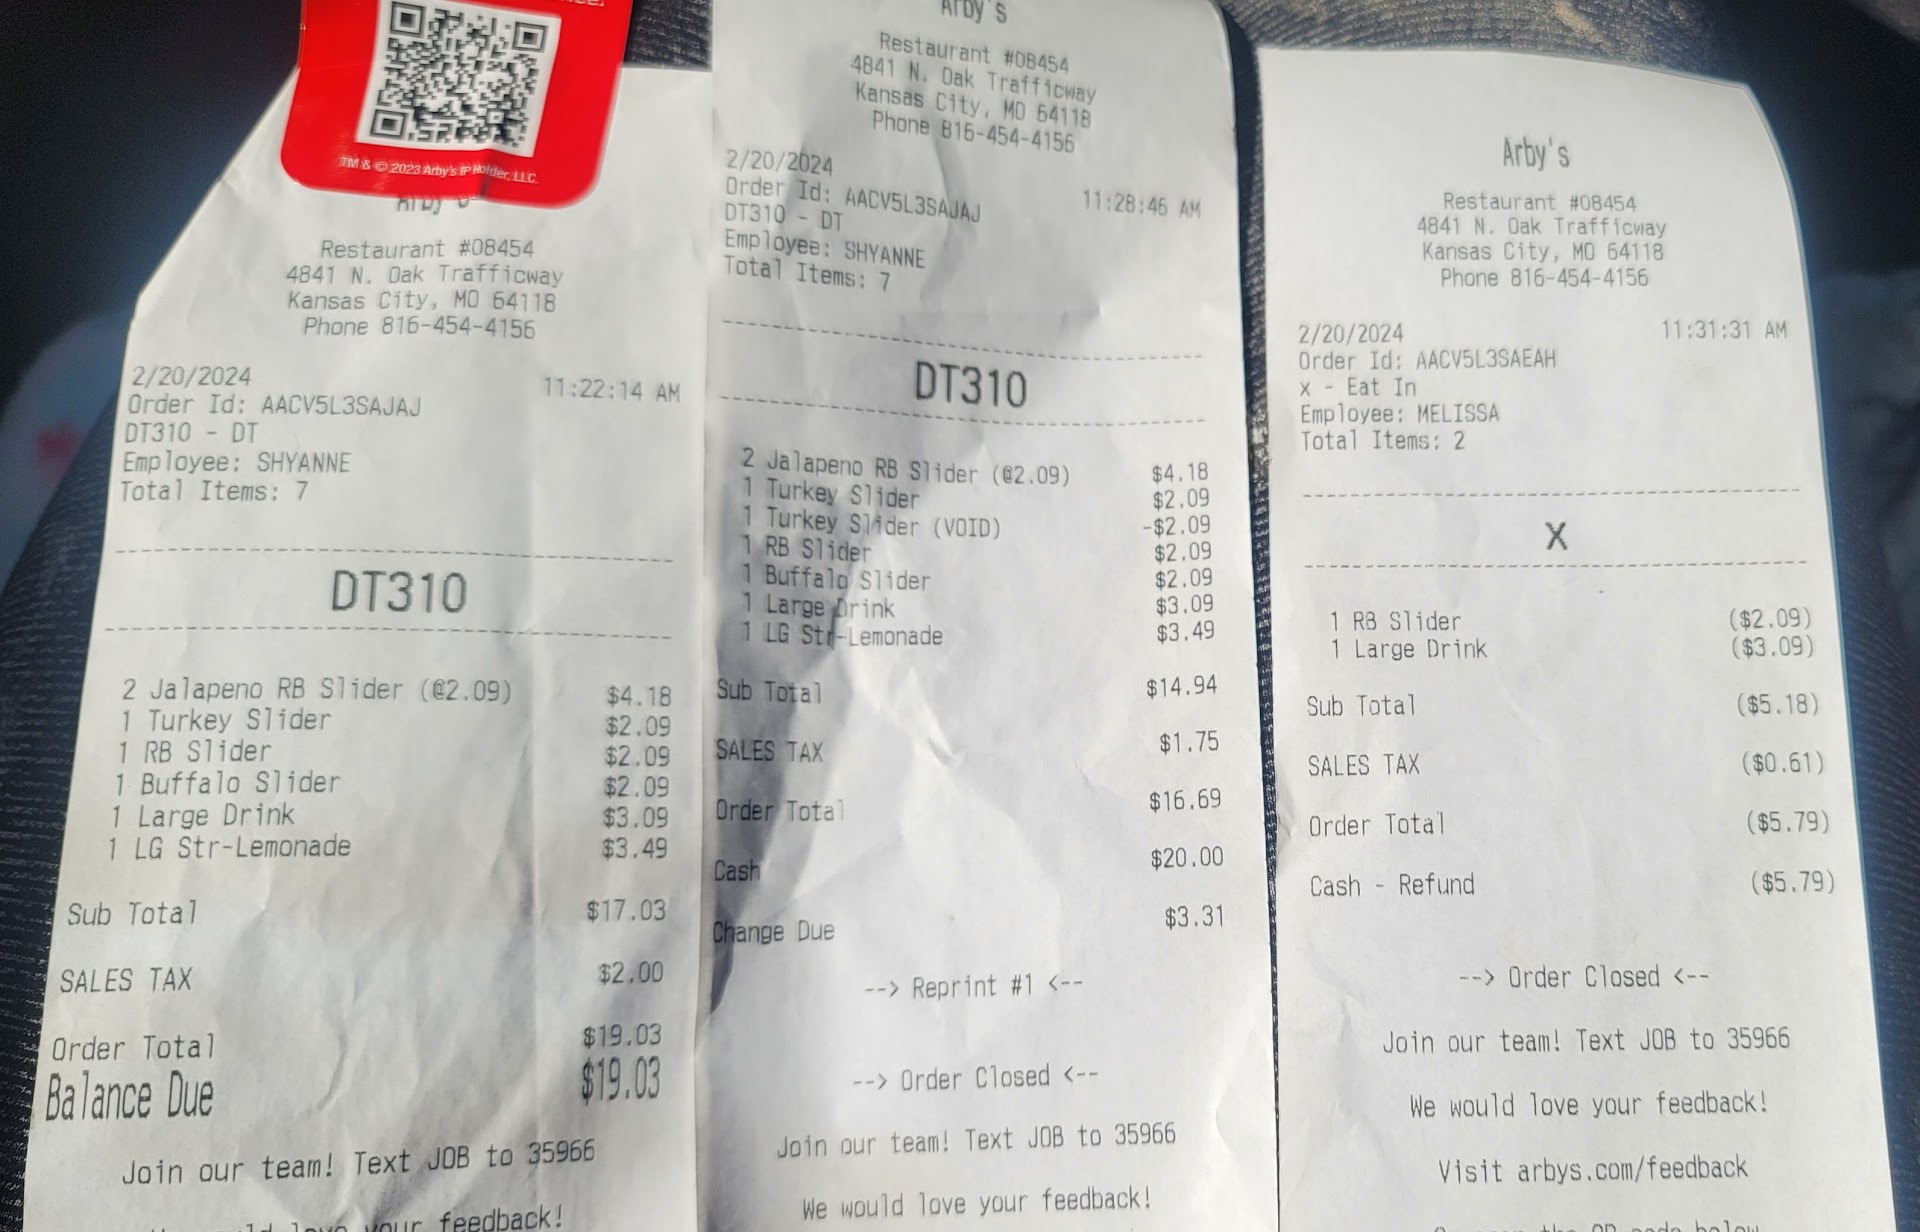 TM & © 2023 Arby's IP Holder, LLC.
Restaurant #08454
4841 N. Oak Trafficway
Kansas City, MO 64118
Phone 816-454-4156
2/20/2024 11:22:14 AM
Order Id: AACV5L3SAJAJ
DT310 - DT
Employee: SHYANNE
Total Items: 7
DT310
2 Jalapeno RB Slider (@2.09) $4.18
1 Turkey Slider $2.09
1 RB Slider $2.09
1 Buffalo Slider $2.09
1 Large Drink $3.09
1 LG Str-Lemonade $3.49
Sub Total $17.03
SALES TAX $2.00
Order Total $19.03
Balance Due $19.03
Join our team! Text JOB to 35966
love your feedback!
Arby's
Restaurant #08454
4841 N. Oak Trafficway
Kansas City, MO 64118
Phone 816-454-4156
2/20/2024 11:28:46 AM
Order Id: AACV5L3SAJAJ
DT310 - DT
Employee: SHYANNE
Total Items: 7
DT310
2 Jalapeno RB Slider (@2.09) $4.18
1 Turkey Slider $2.09
1 Turkey Slider (VOID) -$2.09
1 RB Slider $2.09
1 Buffalo Slider $2.09
1 Large Drink $3.09
1 LG Str-Lemonade $3.49
Sub Total $14.94
SALES TAX $1.75
Order Total $16.69
Cash $20.00
Change Due $3.31
--> Reprint #1 <--
--> Order Closed <--
Join our team! Text JOB to 35966
We would love your feedback!
Arby's
Restaurant #08454
4841 N. Oak Trafficway
Kansas City, MO 64118
Phone 816-454-4156
2/20/2024 11:31:31 AM
Order Id: AACV5L3SAEAH
x - Eat In
Employee: MELISSA
Total Items: 2
X
1 RB Slider ($2.09)
1 Large Drink ($3.09)
Sub Total ($5.18)
SALES TAX ($0.61)
Order Total ($5.79)
Cash - Refund ($5.79)
--> Order Closed <--
Join our team! Text JOB to 35966
We would love your feedback!
Visit arbys.com/feedback